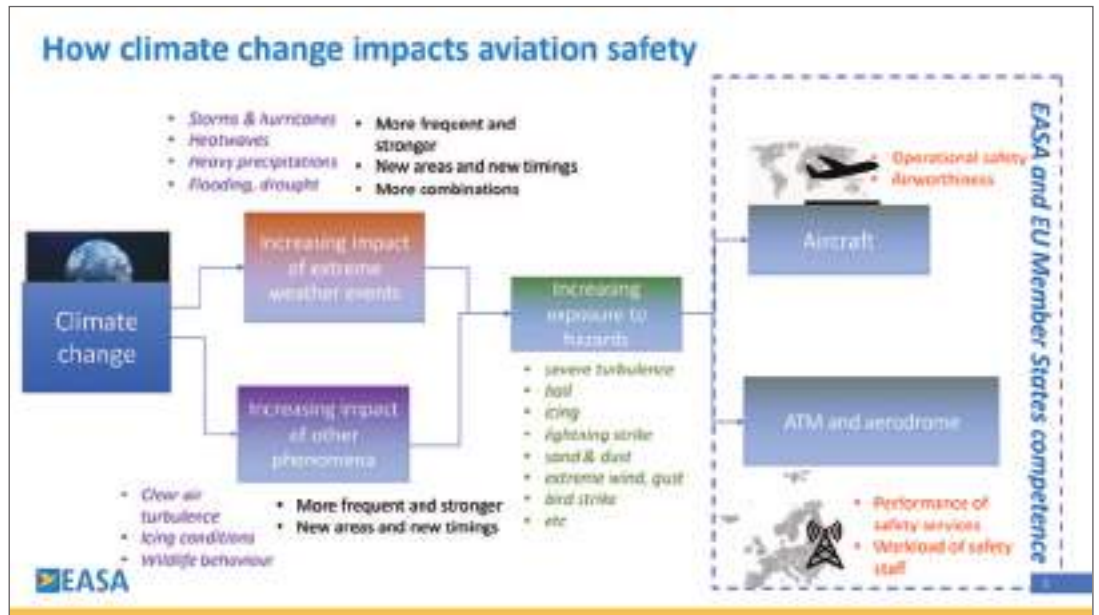 How climate change impacts aviation safety
• Storms & hurricanes
• Heatwaves
• Heavy precipitations
• Flooding, drought
• More frequent and
stronger
• New areas and new timings
• More combinations
Climate
change
Increasing impact
of extreme
weather events
Increasing impact
of other
phenomena
• Clear air
turbulence
• Icing conditions
• Wildlife behaviour
• More frequent and stronger
• New areas and new timings
Increasing
exposure to
hazards
• severe turbulence
• hail
• icing
• lightning strike
• sand & dust
• extreme wind, gust
• bird strike
• etc
• Operational safety
• Airworthiness
Aircraft
ATM and aerodrome
• Performance of
safety services
• Workload of safety
staff
EASA and EU Member States competence
EASA